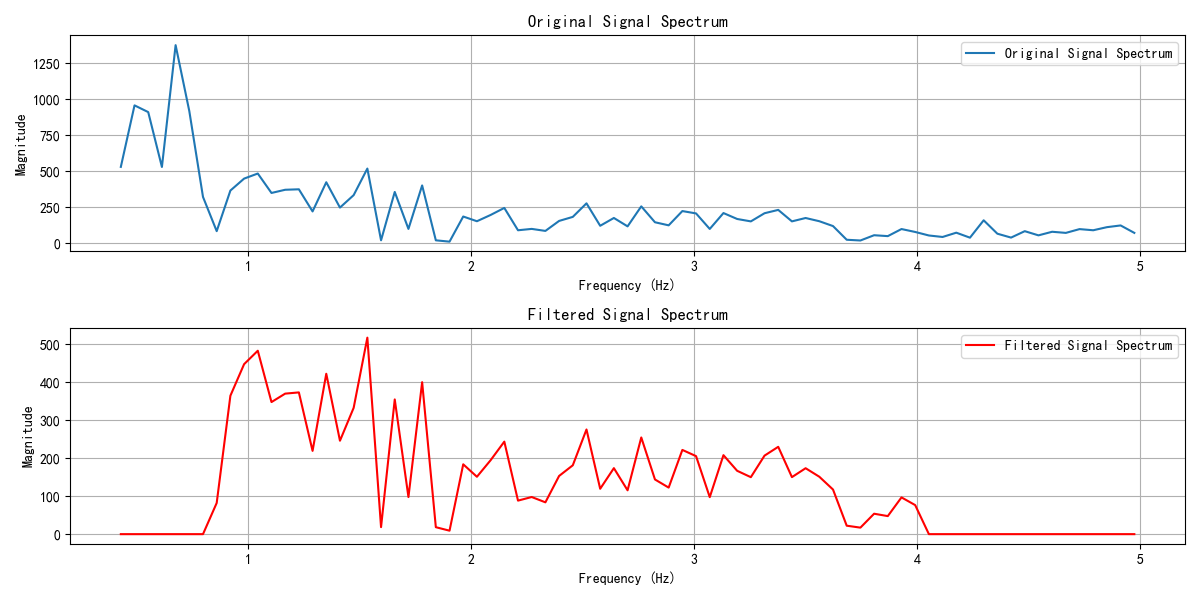 Original Signal Spectrum
Original Signal Spectrum
Magnitude
1250
1000
750
500
250
0
1 2 3 4 5
Frequency (Hz)
Filtered Signal Spectrum
Filtered Signal Spectrum
Magnitude
500
400
300
200
100
0
1 2 3 4 5
Frequency (Hz)